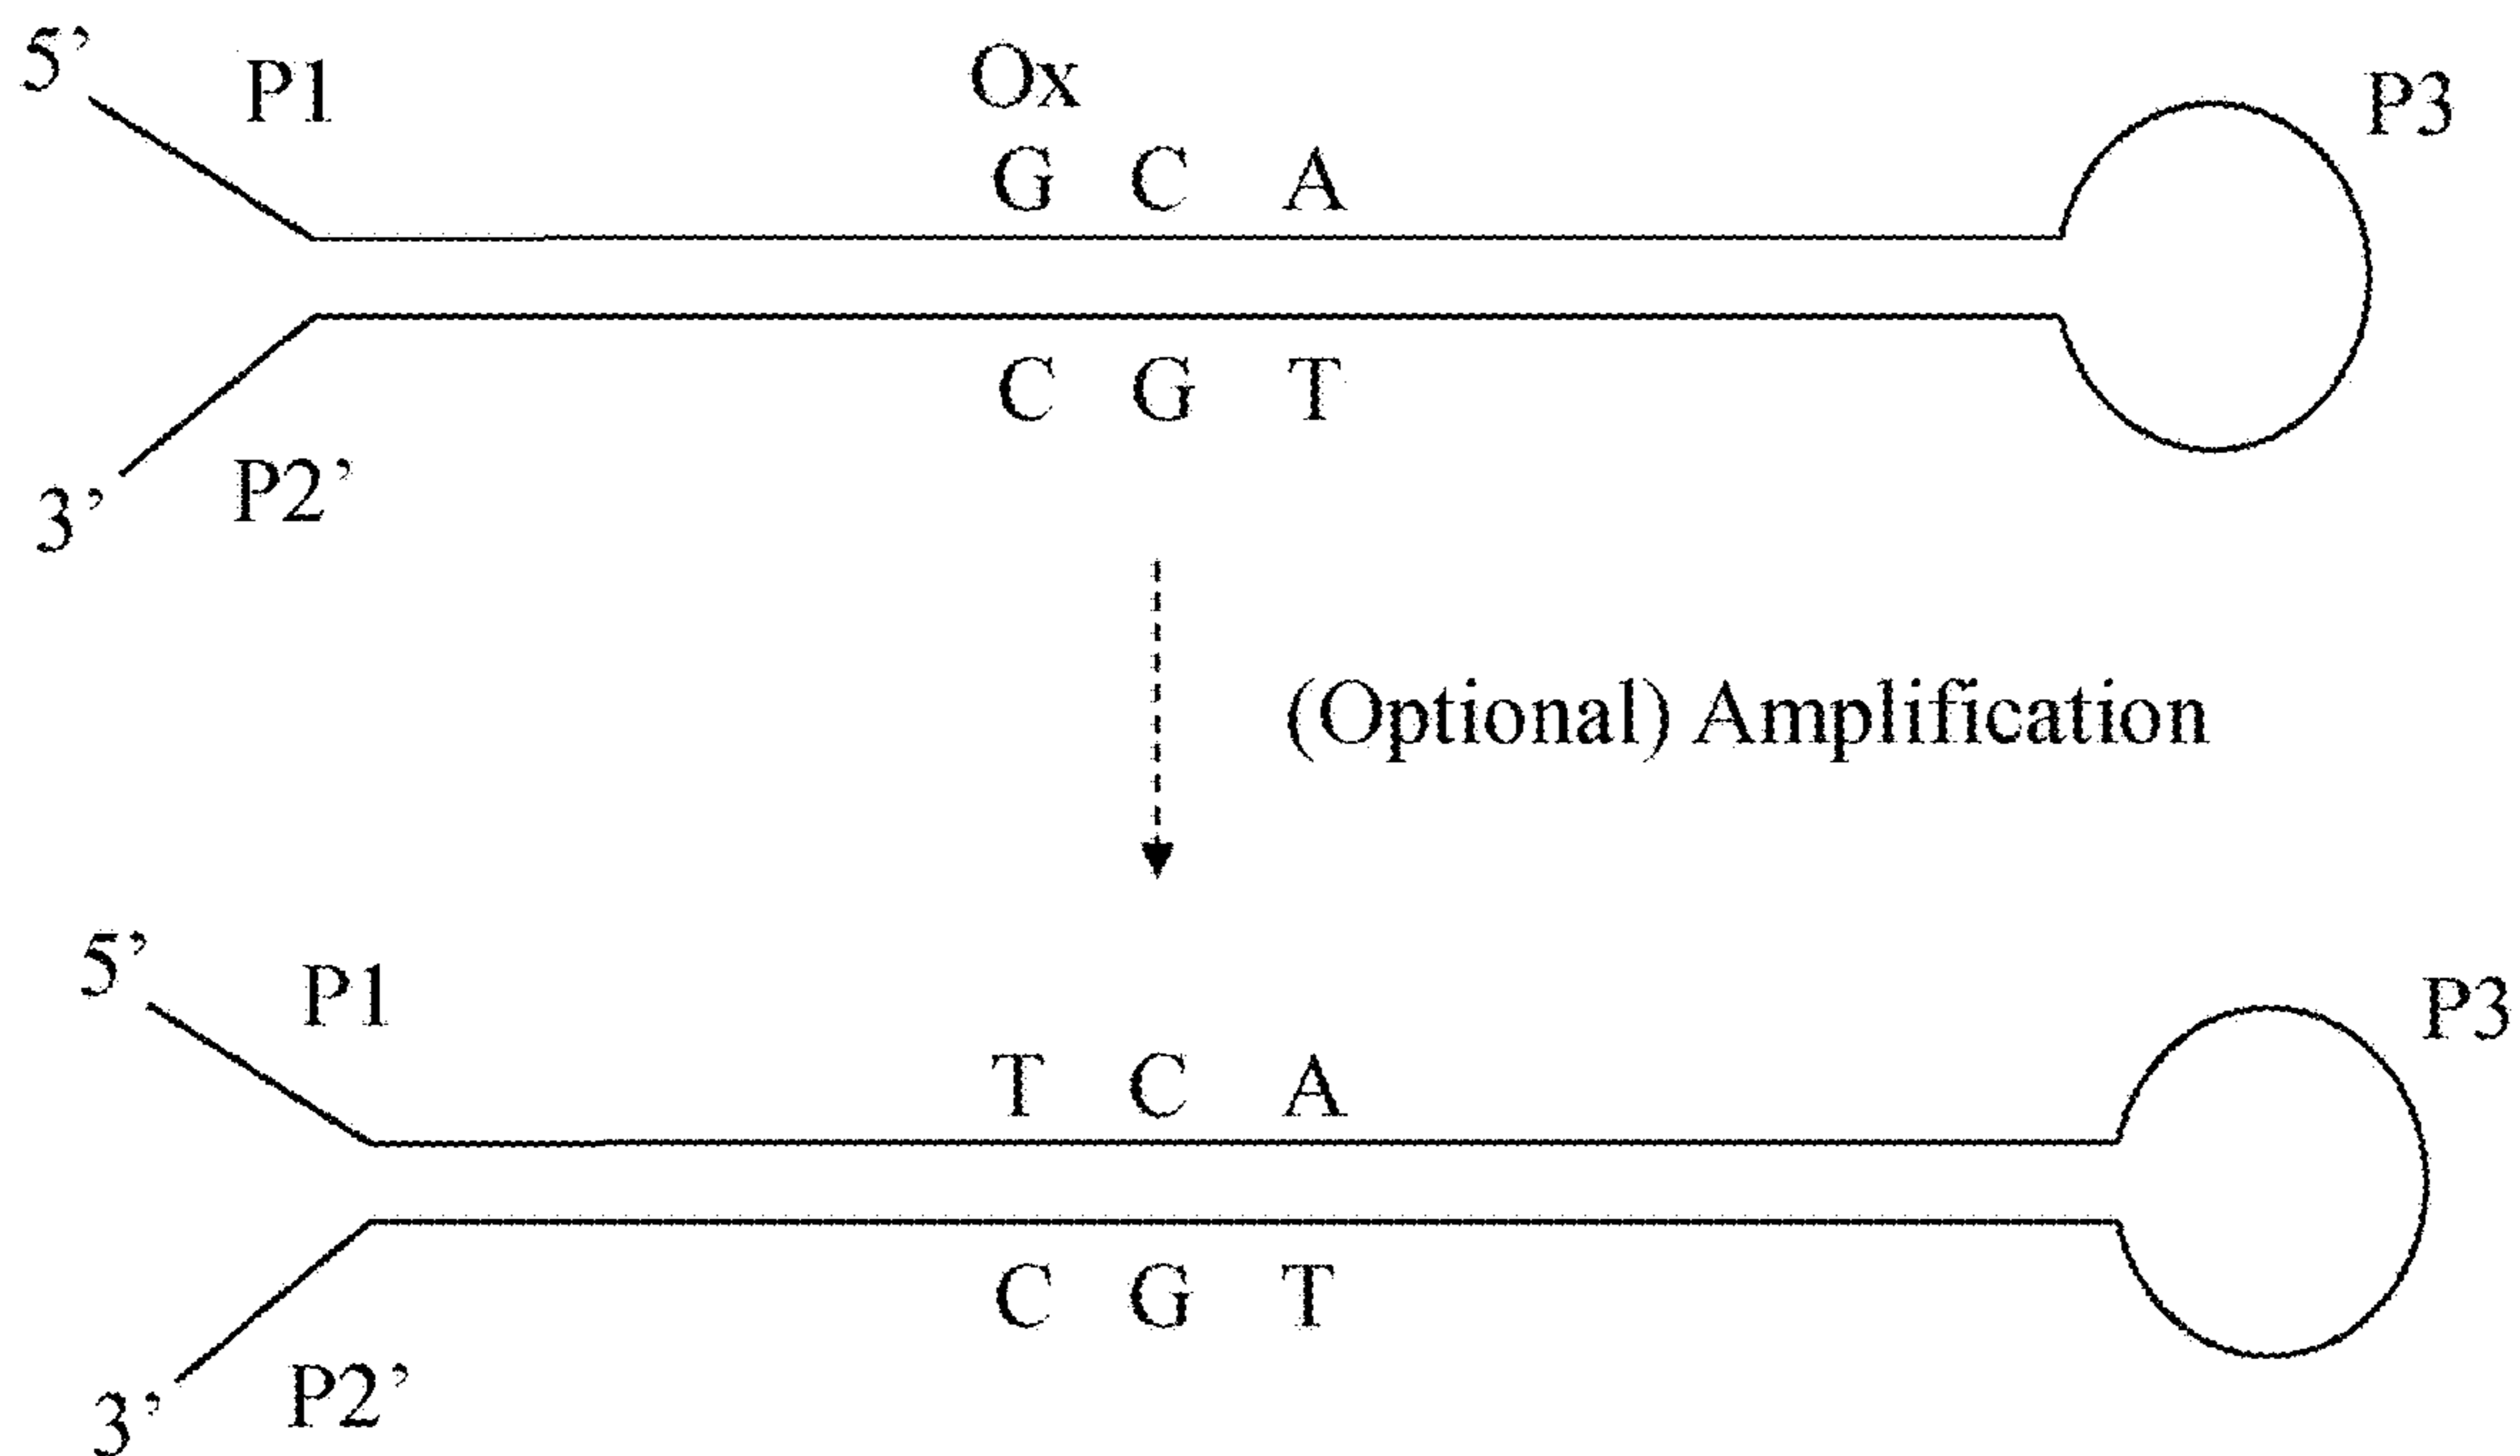 5’ P1 Ox P3
G C A
C G T
3’ P2’
(Optional) Amplification
5’ P1 P3
T C A
C G T
3’ P2’